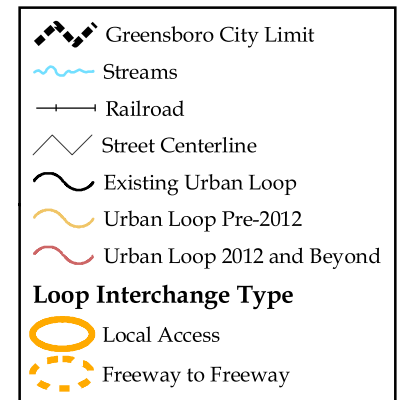 Greensboro City Limit
Streams
Railroad
Street Centerline
Existing Urban Loop
Urban Loop Pre-2012
Urban Loop 2012 and Beyond
Loop Interchange Type
Local Access
Freeway to Freeway